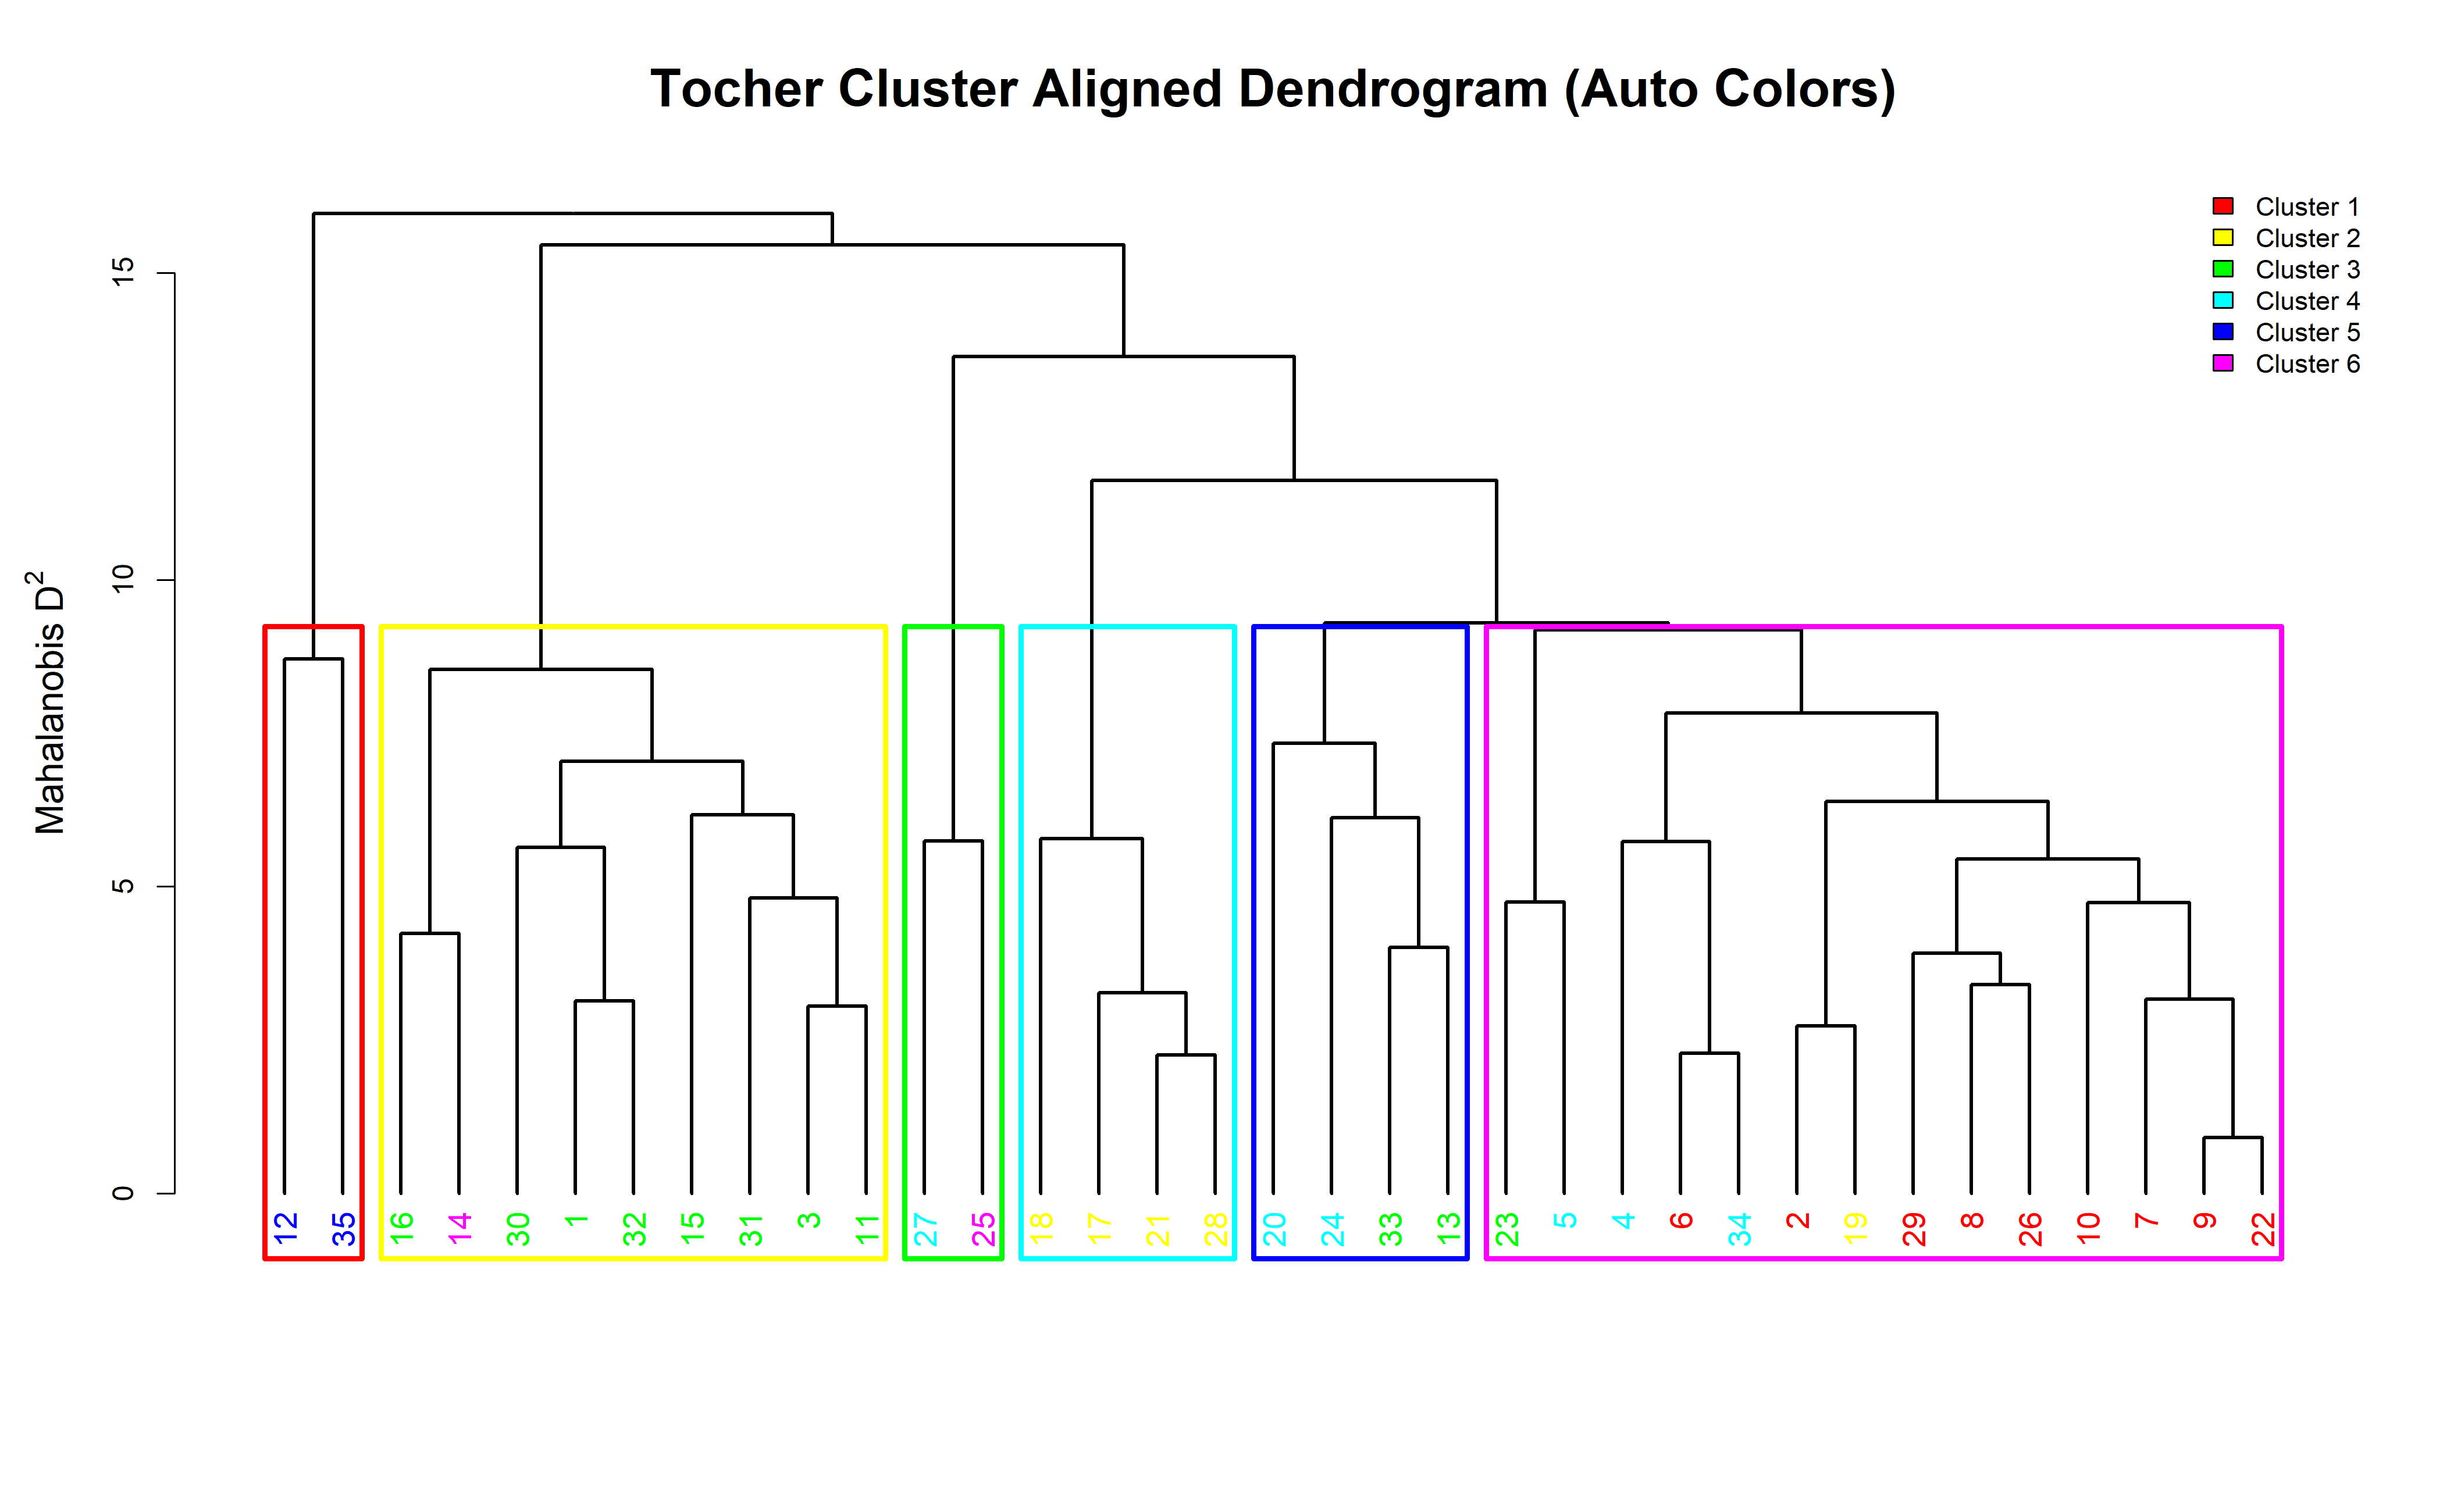 Tocher Cluster Aligned Dendrogram (Auto Colors)
Cluster 1
Cluster 2
Cluster 3
Cluster 4
Cluster 5
Cluster 6
Mahalanobis D²
15
10
5
0
12 35 16 14 30 1 32 15 31 3 11 27 25 18 17 21 28 20 24 33 13 23 5 4 6 34 2 19 29 8 26 10 7 9 22